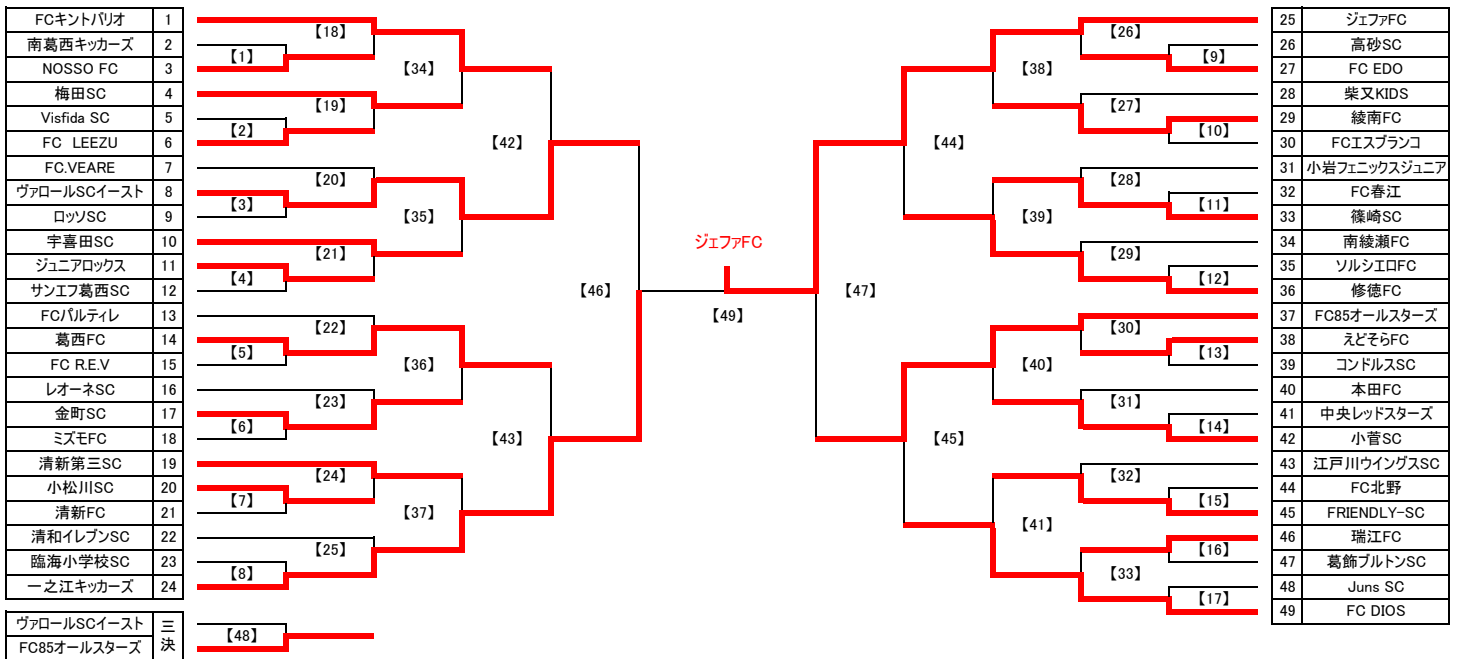 FCキントバリオ 1
南葛西キッカーズ 2
NOSSO FC 3
梅田SC 4
Visfida SC 5
FC LEEZU 6
FC.VEARE 7
ヴァロールSCイースト 8
ロッソSC 9
宇喜田SC 10
ジュニアロックス 11
サンエフ葛西SC 12
FCパルティレ 13
葛西FC 14
FC R.E.V 15
レオーネSC 16
金町SC 17
ミズモFC 18
清新第三SC 19
小松川SC 20
清新FC 21
清和イレブンSC 22
臨海小学校SC 23
一之江キッカーズ 24
ヴァロールSCイースト
FC85オールスターズ
三決
【1】
【2】
【3】
【4】
【5】
【6】
【7】
【8】
【48】
【18】
【19】
【20】
【21】
【22】
【23】
【24】
【25】
【34】
【35】
【36】
【37】
【42】
【43】
【46】
ジェファFC
【49】
【47】
【44】
【45】
【38】
【39】
【40】
【41】
【26】
【27】
【28】
【29】
【30】
【31】
【32】
【33】
【9】
【10】
【11】
【12】
【13】
【14】
【15】
【16】
【17】
25 ジェファFC
26 高砂SC
27 FC EDO
28 柴又KIDS
29 綾南FC
30 FCエスブランコ
31 小岩フェニックスジュニア
32 FC春江
33 篠崎SC
34 南綾瀬FC
35 ソルシエロFC
36 修徳FC
37 FC85オールスターズ
38 えどそらFC
39 コンドルスSC
40 本田FC
41 中央レッドスターズ
42 小菅SC
43 江戸川ウイングスSC
44 FC北野
45 FRIENDLY-SC
46 瑞江FC
47 葛飾ブルトンSC
48 Juns SC
49 FC DIOS